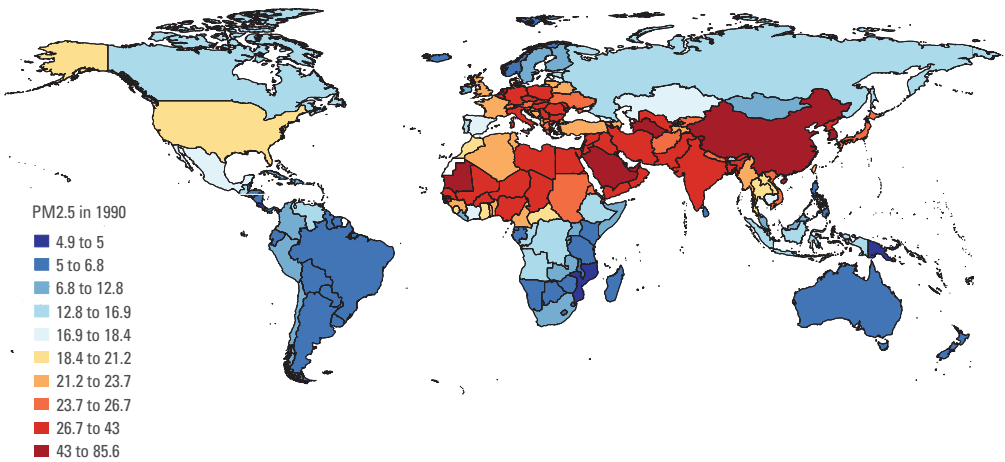 PM2.5 in 1990
4.9 to 5
5 to 6.8
6.8 to 12.8
12.8 to 16.9
16.9 to 18.4
18.4 to 21.2
21.2 to 23.7
23.7 to 26.7
26.7 to 43
43 to 85.6